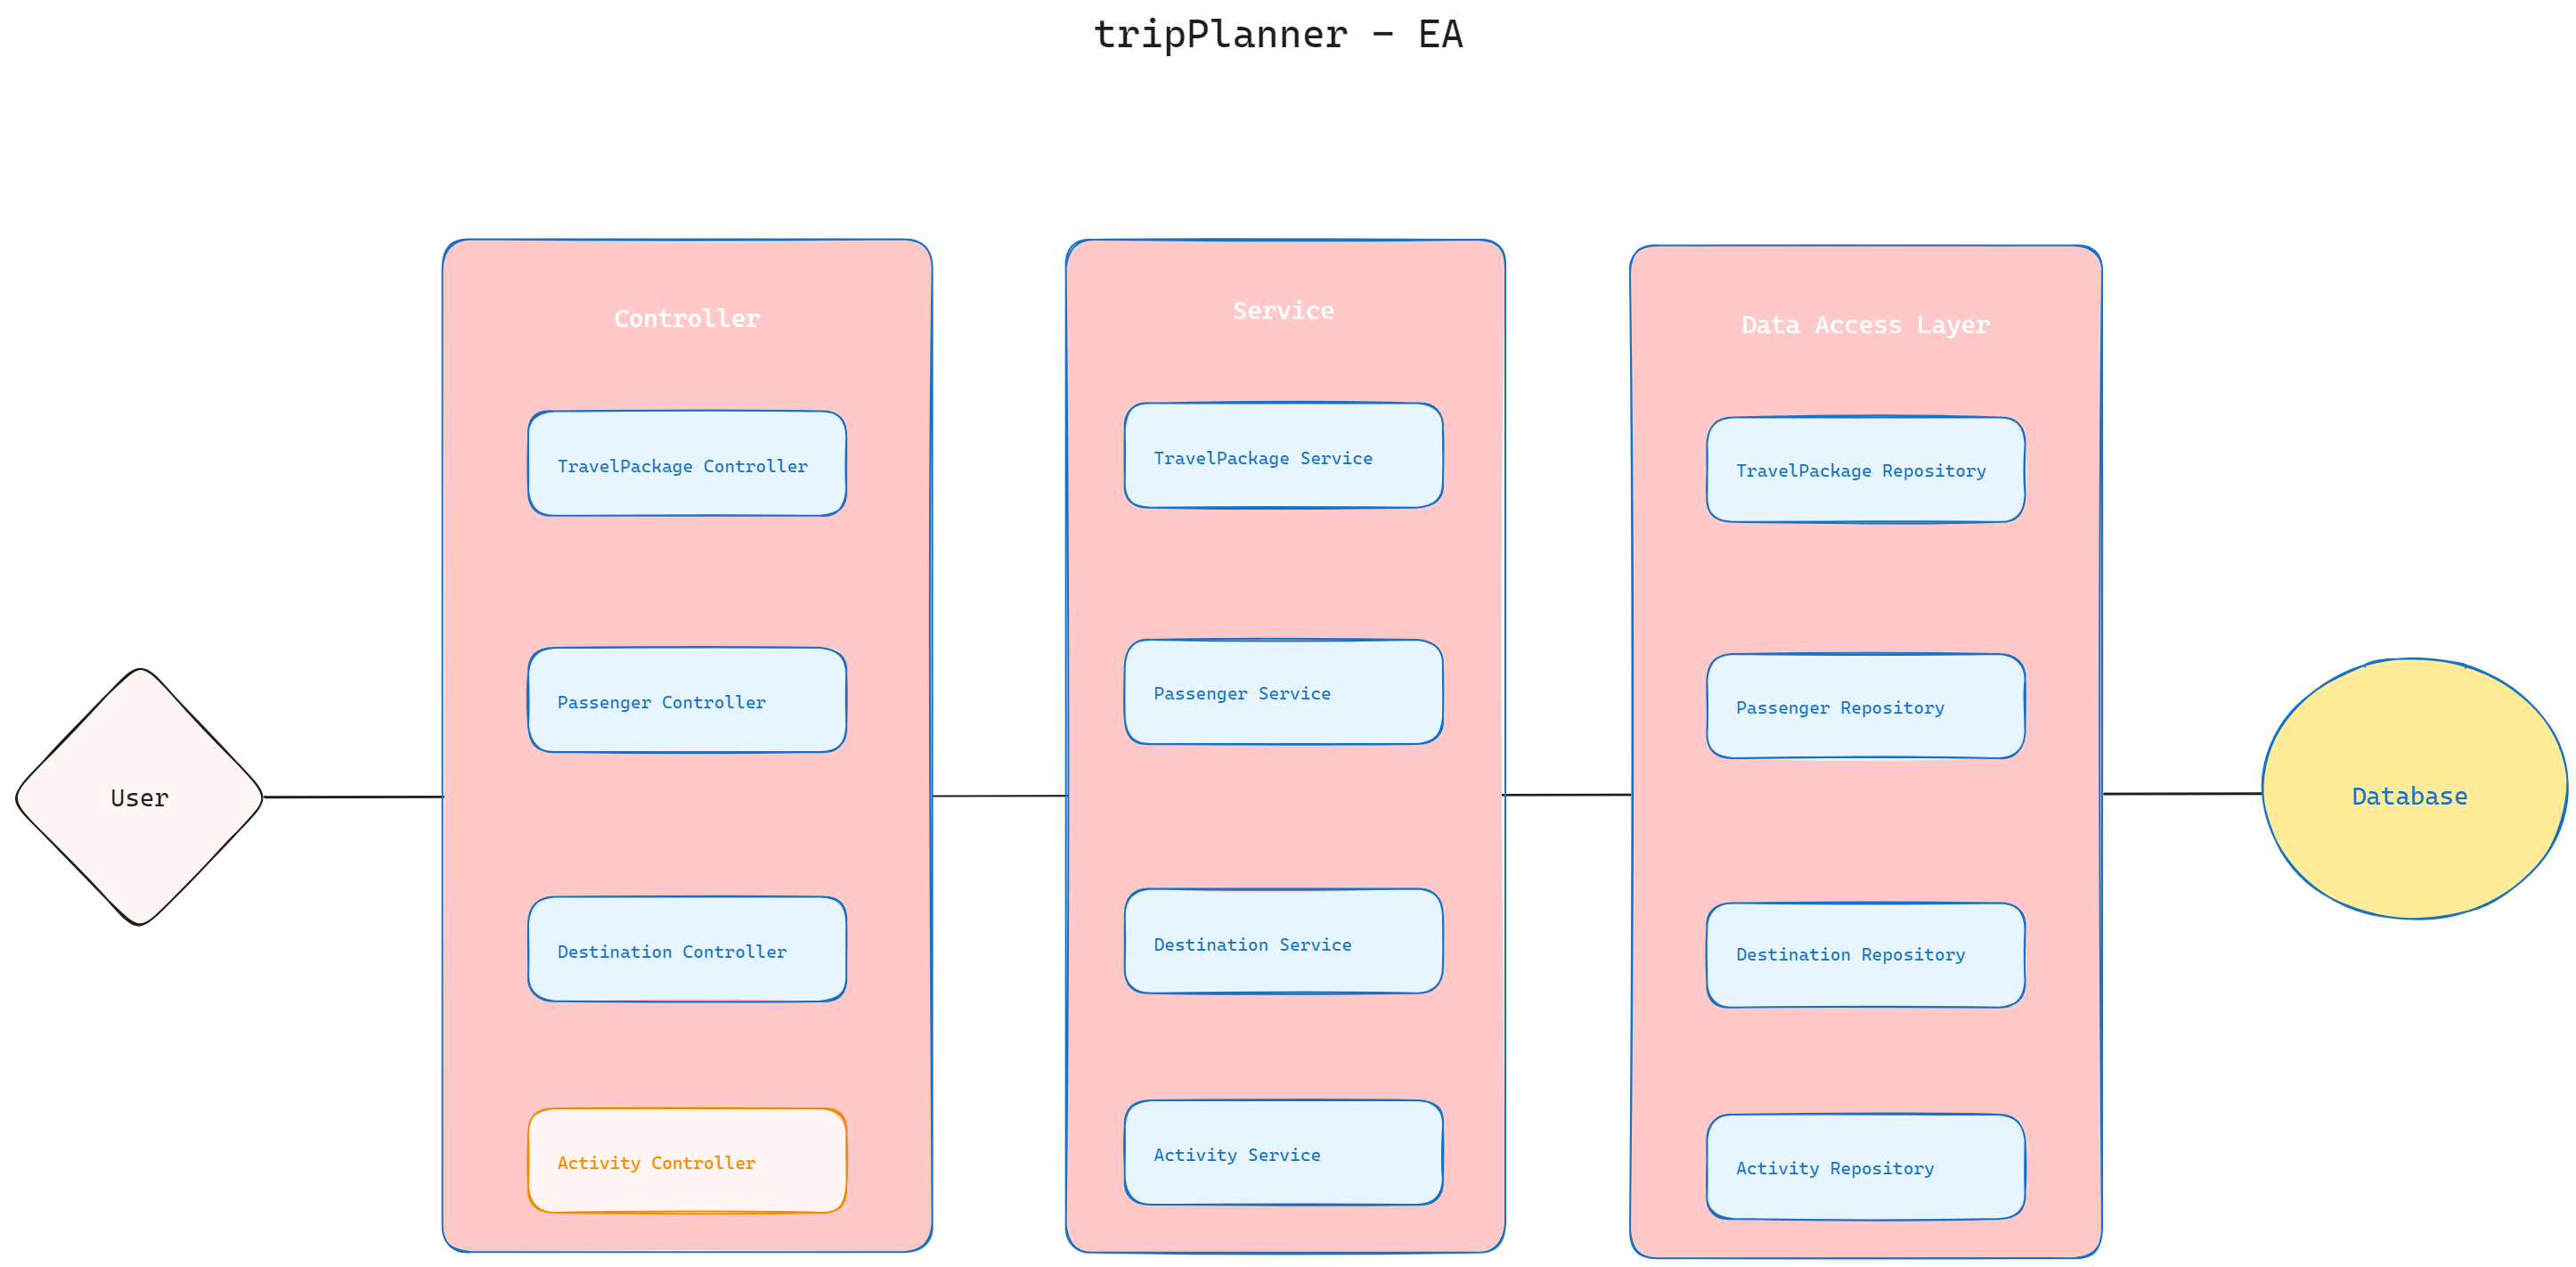 tripPlanner - EA
Controller
TravelPackage Controller
Passenger Controller
Destination Controller
Activity Controller
Service
TravelPackage Service
Passenger Service
Destination Service
Activity Service
Data Access Layer
TravelPackage Repository
Passenger Repository
Destination Repository
Activity Repository
User
Database